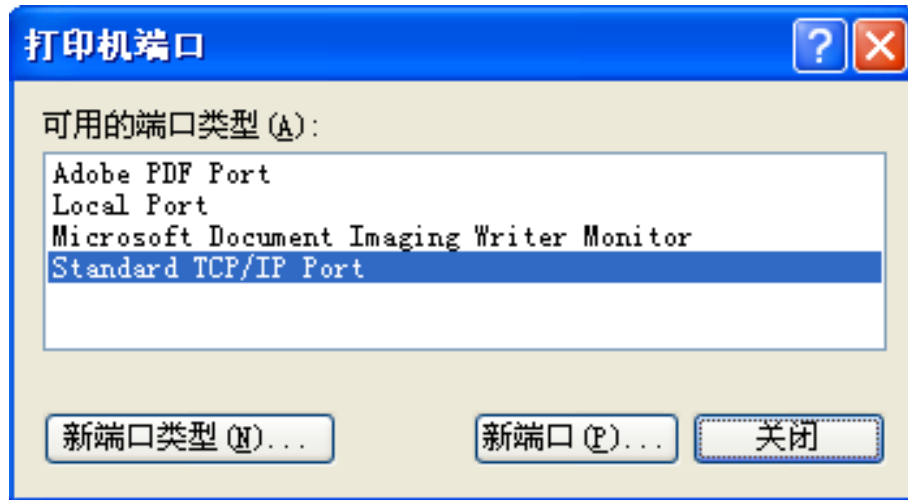 打印机端口
可用的端口类型(A):
Adobe PDF Port
Local Port
Microsoft Document Imaging Writer Monitor
Standard TCP/IP Port
新端口类型(N)... 新端口(P)... 关闭